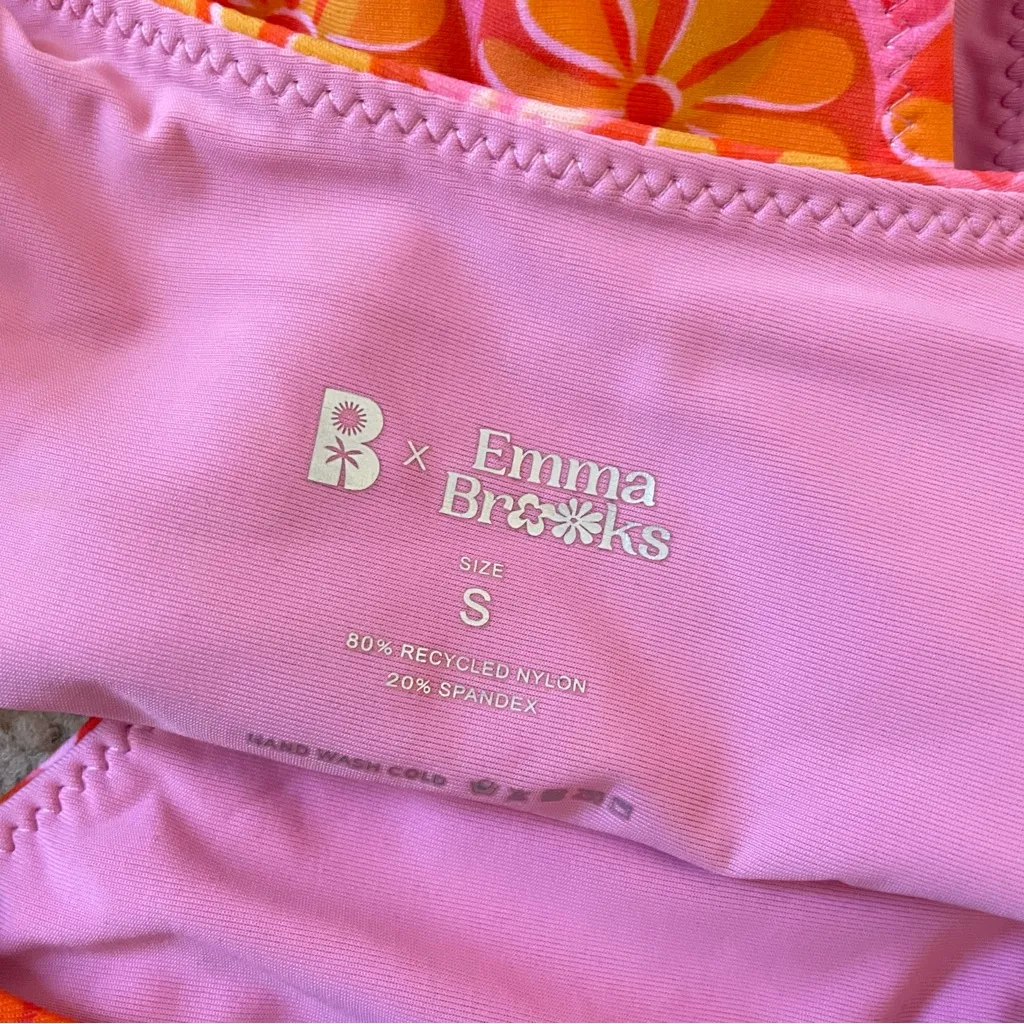 B x Emma
Brooks
SIZE
S
80% RECYCLED NYLON
20% SPANDEX
HAND WASH COLD